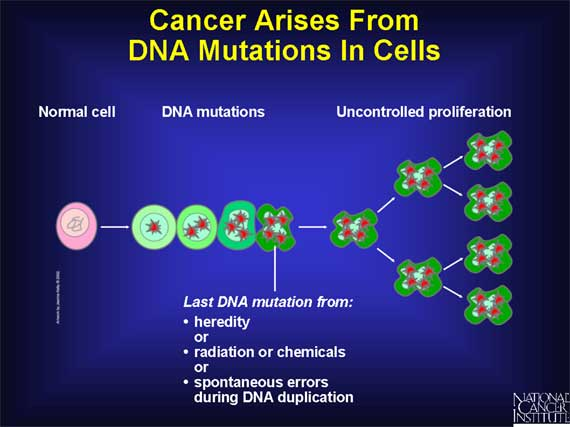 Cancer Arises From
DNA Mutations In Cells
Normal cell
DNA mutations
Uncontrolled proliferation
Last DNA mutation from:
• heredity
or
• radiation or chemicals
or
• spontaneous errors
during DNA duplication
NATIONAL
CANCER
INSTITUTE